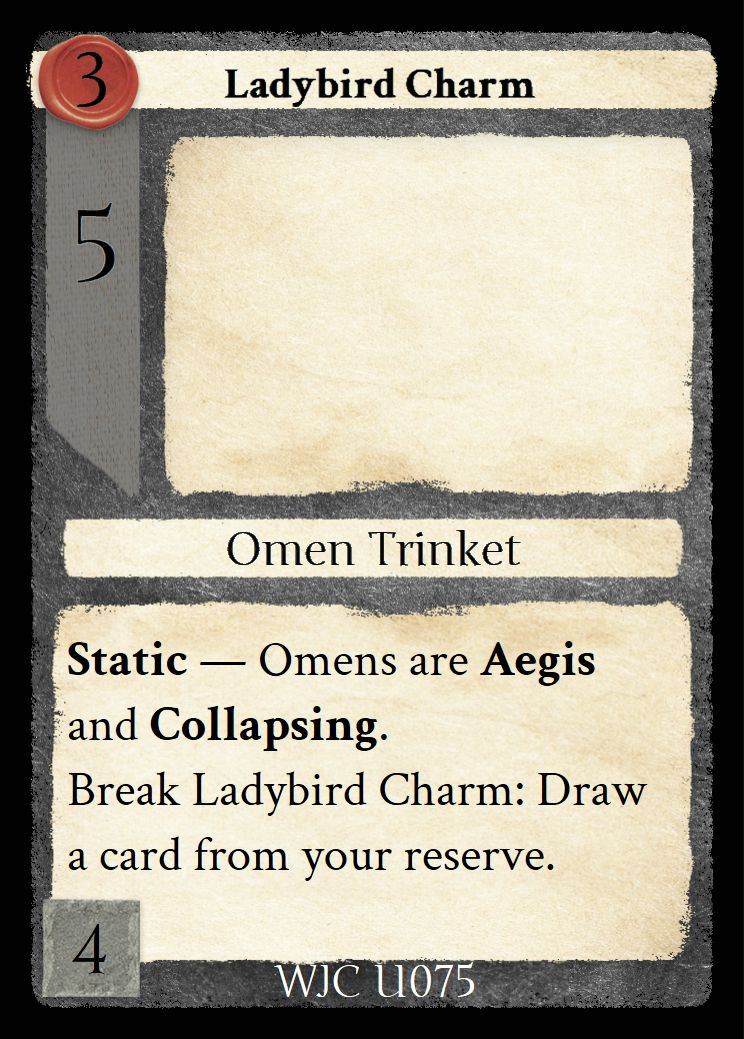 3
Ladybird Charm
5
Omen Trinket
Static — Omens are Aegis
and Collapsing.
Break Ladybird Charm: Draw
a card from your reserve.
4
WJC U075